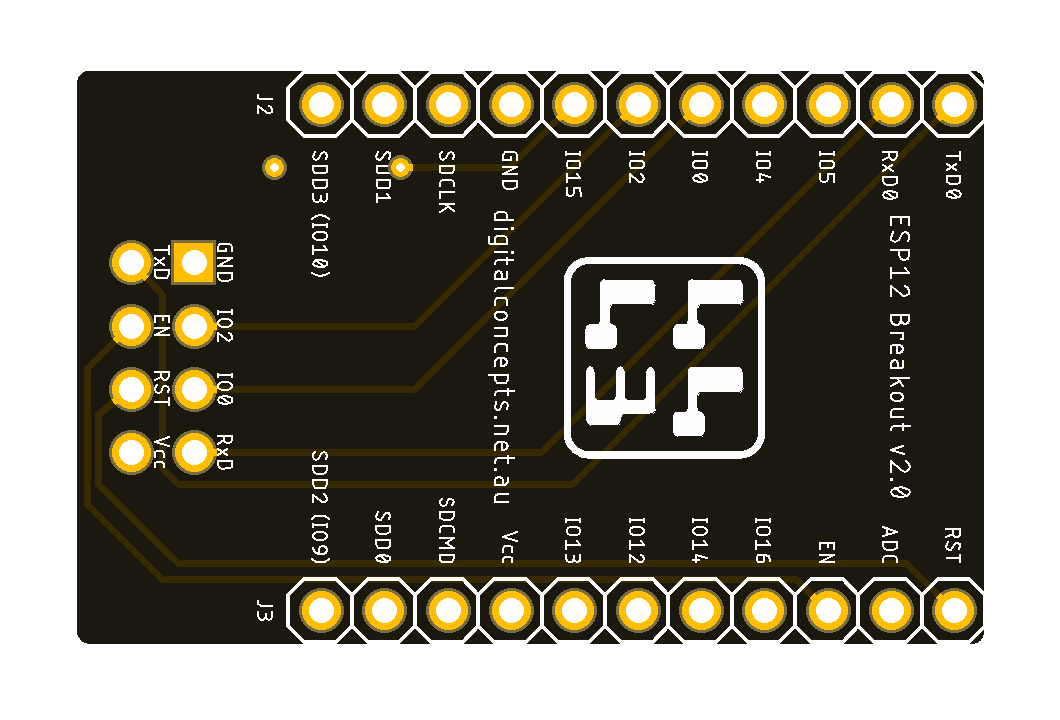 J2
SDD3 (IO10)
SDD1
SDCLK
GND
IO15
IO2
IO0
IO4
IO5
RxD0
TxD0
TxD
GND
EN
IO2
RST
IO0
Vcc
RxD
digitalconcepts.net.au
ESP12 Breakout v2.0
SDD2 (IO9)
SDD0
SDCMD
Vcc
IO13
IO12
IO14
IO16
EN
ADC
RST
J3